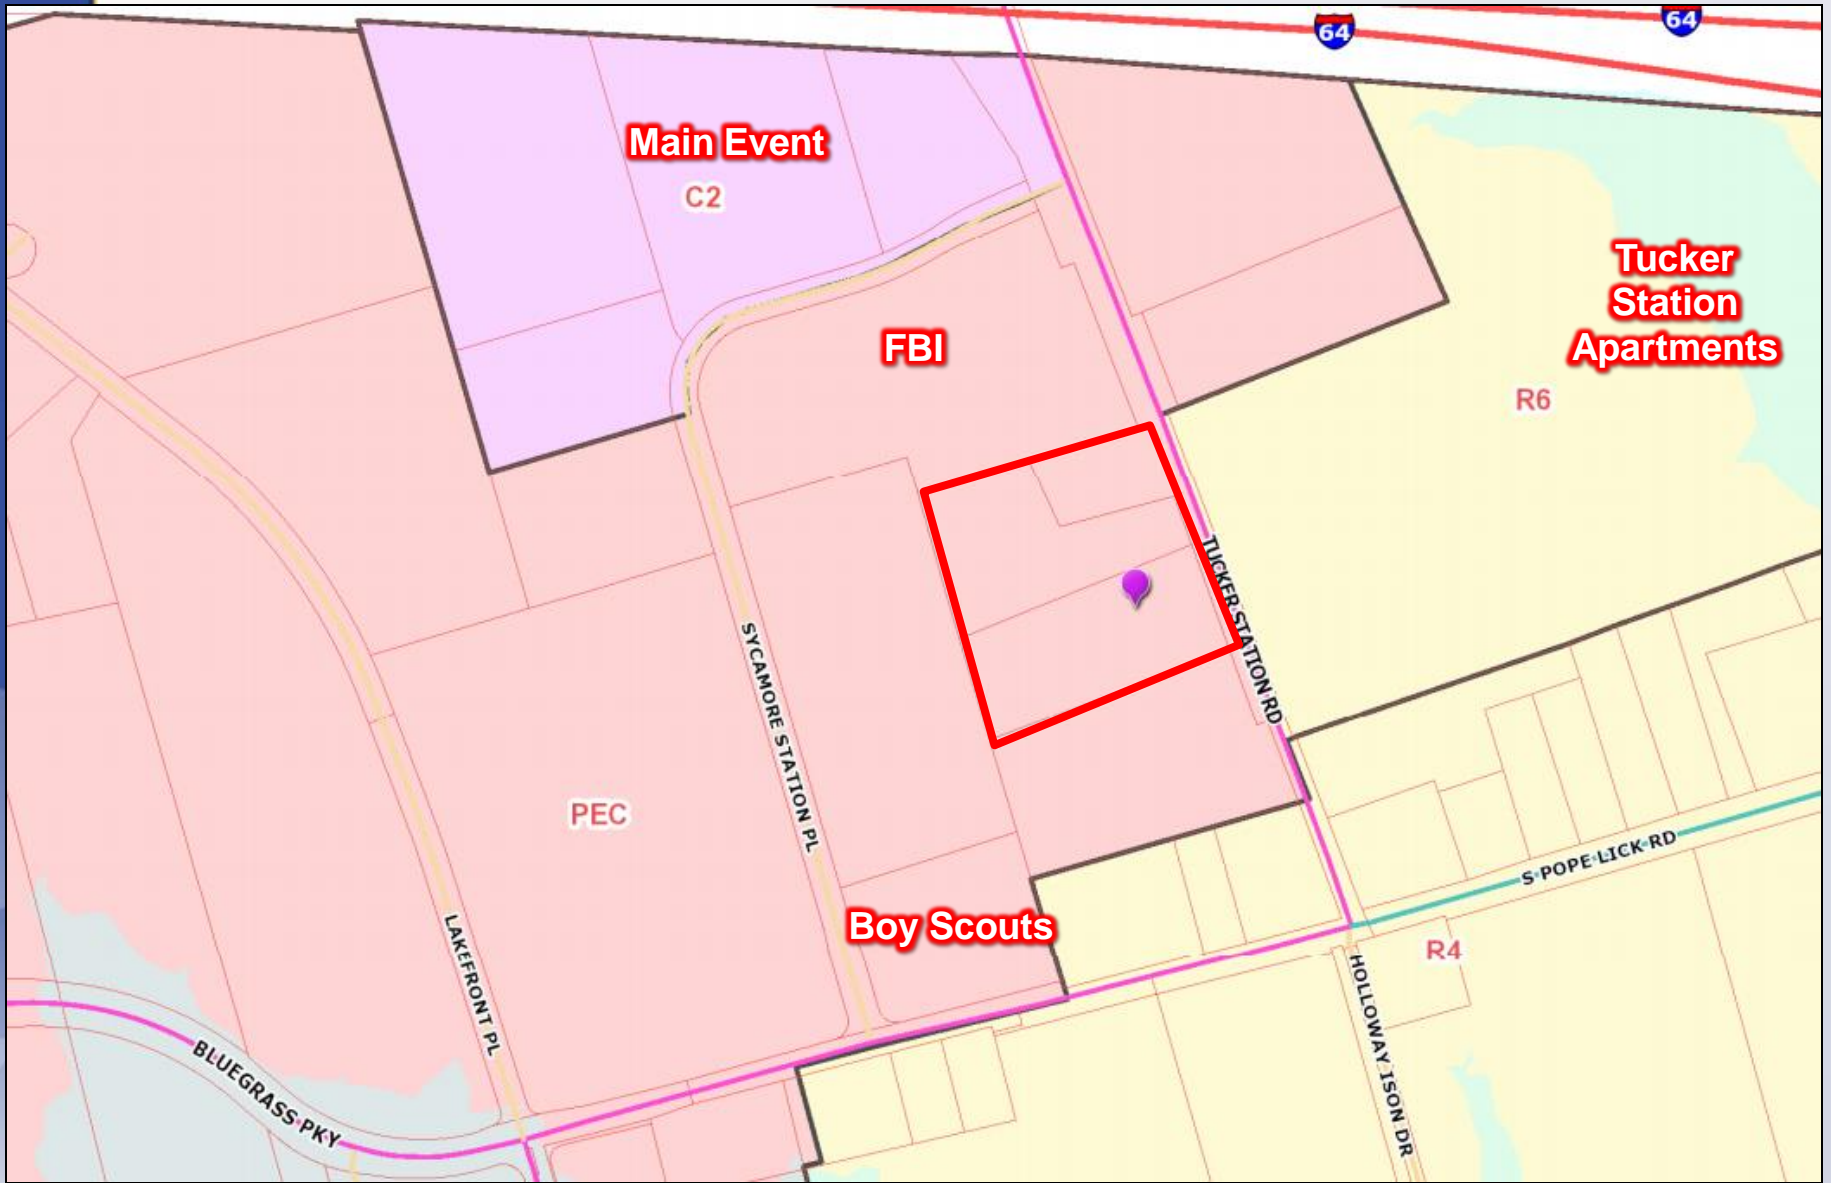 64
64
Main Event
C2
Tucker
Station
Apartments
FBI
R6
TUCKER STATION RD
SYCAMORE STATION PL
PEC
S POPE LICK RD
Boy Scouts
R4
LAKEFRONT PL
HOLLOWAY ISON DR
BLUEGRASS PKY